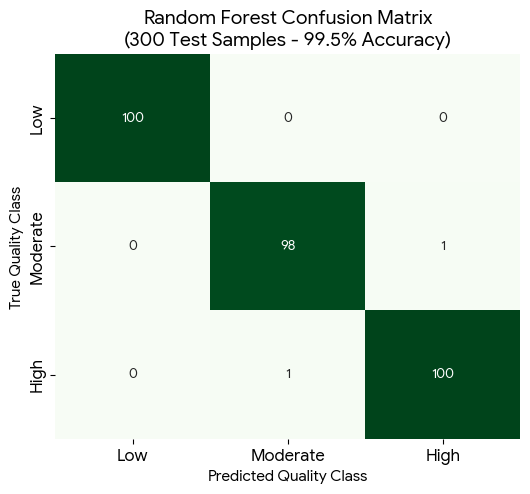 Random Forest Confusion Matrix
(300 Test Samples - 99.5% Accuracy)
True Quality Class
Low
100 0 0
Moderate
0 98 1
High
0 1 100
Low Moderate High
Predicted Quality Class